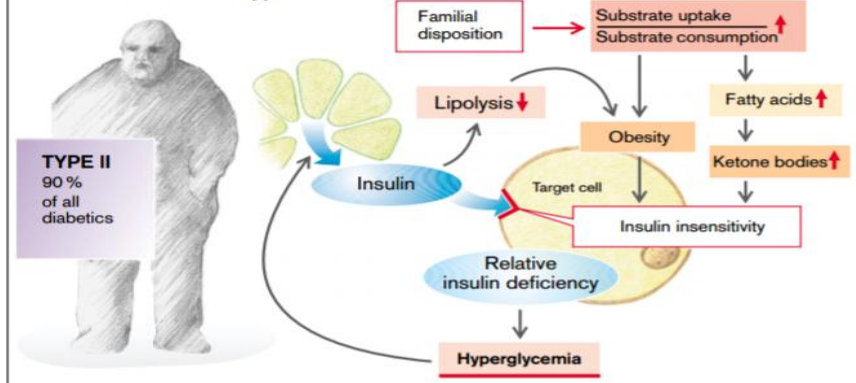 Familial
disposition
Substrate uptake
Substrate consumption
Lipolysis
Fatty acids
Obesity
Ketone bodies
TYPE II
90 %
of all
diabetics
Insulin
Target cell
Insulin insensitivity
Relative
insulin deficiency
Hyperglycemia